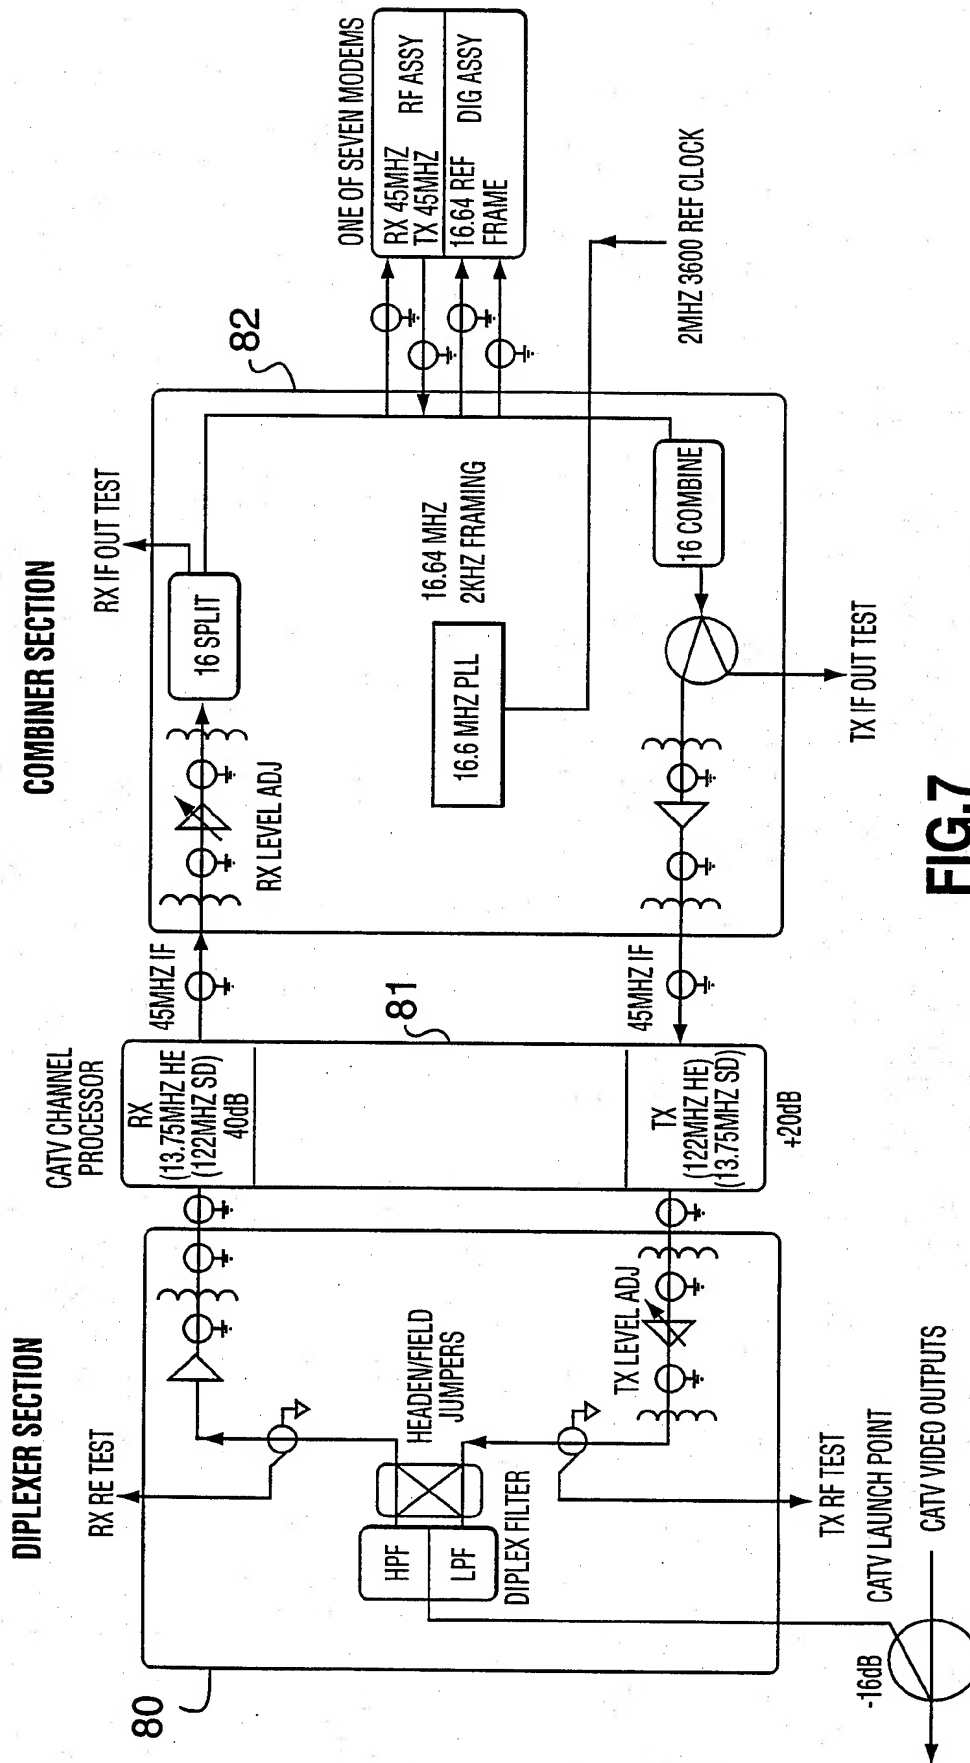 DIPLEXER SECTION
COMBINER SECTION
80
RX RE TEST
HPF
LPF
DIPLEX FILTER
HEADEN/FIELD
JUMPERS
TX LEVEL ADJ
TX RF TEST
CATV LAUNCH POINT
CATV VIDEO OUTPUTS
-16dB
CATV CHANNEL
PROCESSOR
RX
(13.75MHZ HE
(122MHZ SD)
40dB
81
TX
(122MHZ HE)
(13.75MHZ SD)
+20dB
45MHZ IF
45MHZ IF
RX LEVEL ADJ
16 SPLIT
RX IF OUT TEST
82
16.6 MHZ PLL
16.64 MHZ
2KHZ FRAMING
16 COMBINE
TX IF OUT TEST
ONE OF SEVEN MODEMS
RX 45MHZ
TX 45MHZ
RF ASSY
16.64 REF
FRAME
DIG ASSY
2MHZ 3600 REF CLOCK
FIG.7